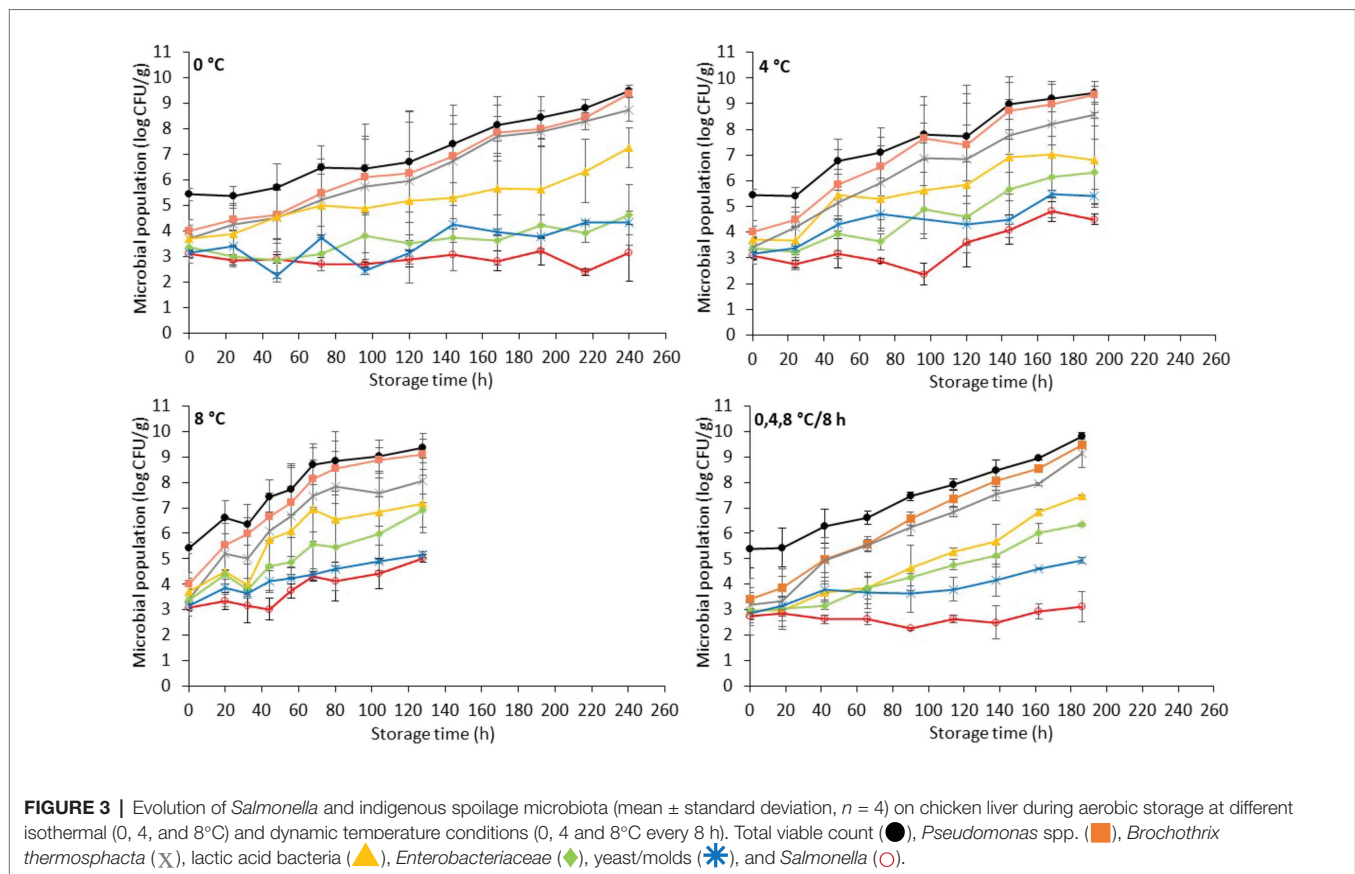 0 °C
Microbial population (log CFU/g)
11
10
9
8
7
6
5
4
3
2
1
0
0 20 40 60 80 100 120 140 160 180 200 220 240 260
Storage time (h)
4 °C
Microbial population (log CFU/g)
11
10
9
8
7
6
5
4
3
2
1
0
0 20 40 60 80 100 120 140 160 180 200 220 240 260
Storage time (h)
8 °C
Microbial population (log CFU/g)
11
10
9
8
7
6
5
4
3
2
1
0
0 20 40 60 80 100 120 140 160 180 200 220 240 260
Storage time (h)
0,4,8 °C/8 h
Microbial population (log CFU/g)
11
10
9
8
7
6
5
4
3
2
1
0
0 20 40 60 80 100 120 140 160 180 200 220 240 260
Storage time (h)
FIGURE 3 | Evolution of Salmonella and indigenous spoilage microbiota (mean ± standard deviation, n = 4) on chicken liver during aerobic storage at different
isothermal (0, 4, and 8°C) and dynamic temperature conditions (0, 4 and 8°C every 8 h). Total viable count (●), Pseudomonas spp. (■), Brochothrix
thermosphacta (X), lactic acid bacteria (▲), Enterobacteriaceae (◆), yeast/molds (✱), and Salmonella (○).